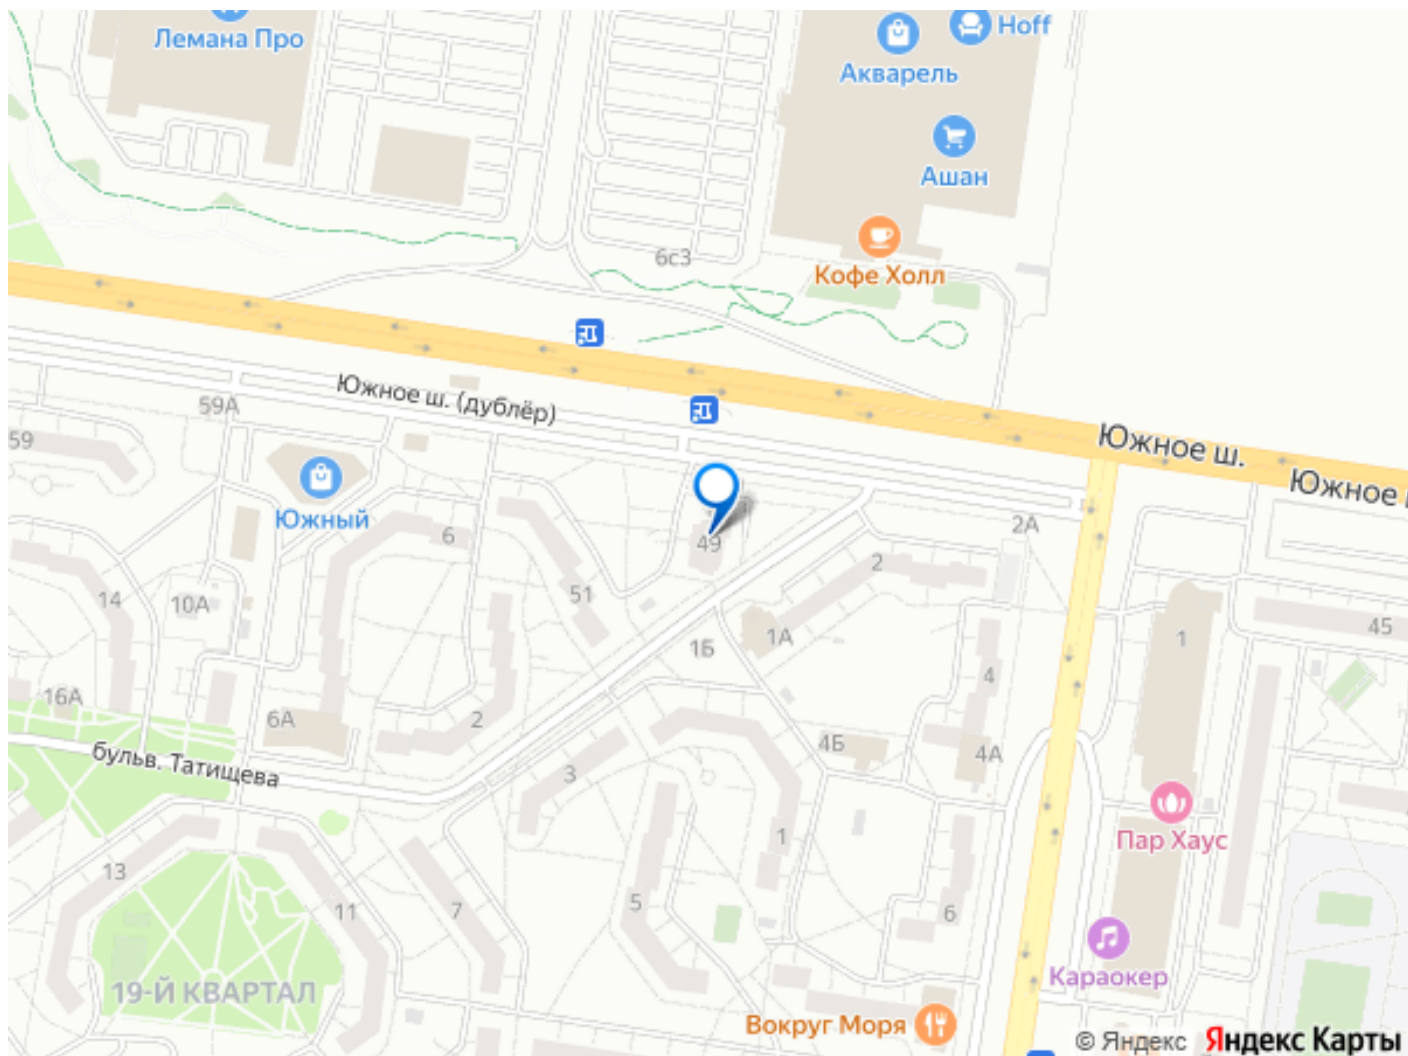 Лемана Про
Hoff
Акварель
Ашан
6с3
Кофе Холл
Южное ш. (дублёр)
59А
59
Южное ш.
Южное
Южный
6
49
2А
2
51
14
10А
1А
1Б
1
45
4
16А
6А
2
4Б
4А
бульв. Татищева
3
1
Пар Хаус
13
11
7
5
6
19-Й КВАРТАЛ
Караокер
Вокруг Моря
© Яндекс Яндекс Карты